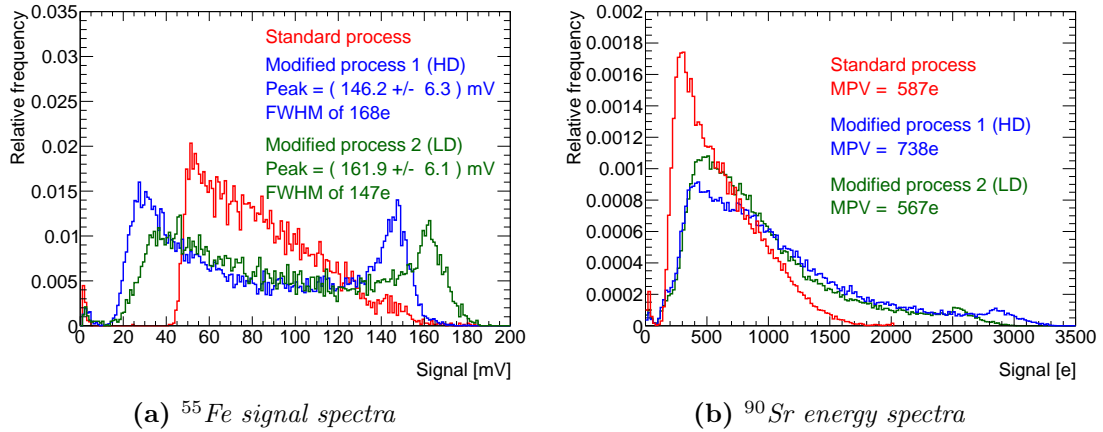 Relative frequency
0.035
0.03
0.025
0.02
0.015
0.01
0.005
0
Standard process
Modified process 1 (HD)
Peak = ( 146.2 +/- 6.3 ) mV
FWHM of 168e
Modified process 2 (LD)
Peak = ( 161.9 +/- 6.1 ) mV
FWHM of 147e
0 20 40 60 80 100 120 140 160 180 200
Signal [mV]
(a) ⁵⁵Fe signal spectra
Relative frequency
0.002
0.0018
0.0016
0.0014
0.0012
0.001
0.0008
0.0006
0.0004
0.0002
0
Standard process
MPV = 587e
Modified process 1 (HD)
MPV = 738e
Modified process 2 (LD)
MPV = 567e
0 500 1000 1500 2000 2500 3000 3500
Signal [e]
(b) ⁹⁰Sr energy spectra